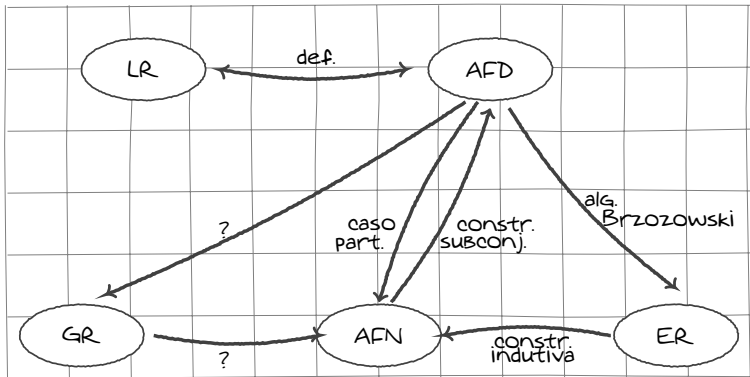 LR
def.
AFD
?
caso
part.
constr.
subconj.
alg.
Brzozowski
GR
?
AFN
constr.
indutiva
ER